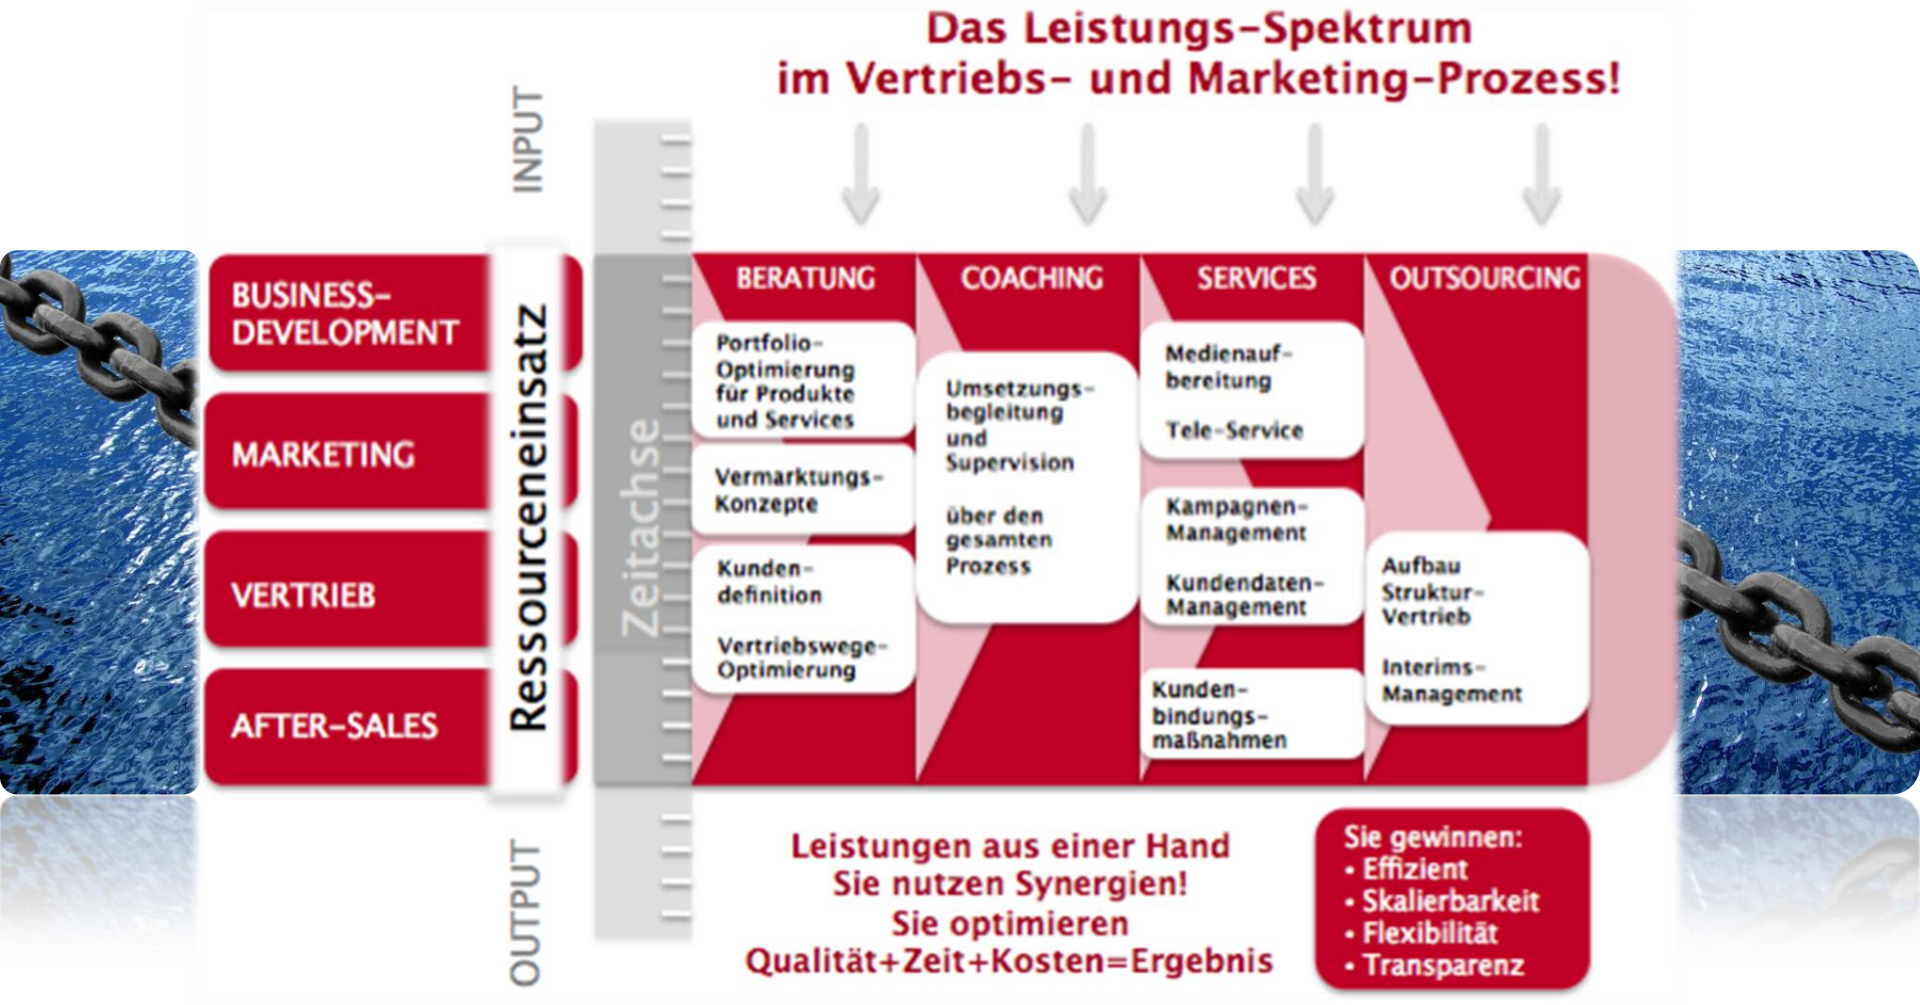 Das Leistungs-Spektrum
im Vertriebs- und Marketing-Prozess!
INPUT
BUSINESS-
DEVELOPMENT
MARKETING
VERTRIEB
AFTER-SALES
Ressourceneinsatz
Zeitachse
BERATUNG
Portfolio-
Optimierung
für Produkte
und Services
Vermarktungs-
Konzepte
Kunden-
definition
Vertriebswege-
Optimierung
COACHING
Umsetzungs-
begleitung
und
Supervision
über den
gesamten
Prozess
SERVICES
Medienauf-
bereitung
Tele-Service
Kampagnen-
Management
Kundendaten-
Management
Kunden-
bindungs-
maßnahmen
OUTSOURCING
Aufbau
Struktur-
Vertrieb
Interims-
Management
OUTPUT
Leistungen aus einer Hand
Sie nutzen Synergien!
Sie optimieren
Qualität+Zeit+Kosten=Ergebnis
Sie gewinnen:
• Effizient
• Skalierbarkeit
• Flexibilität
• Transparenz